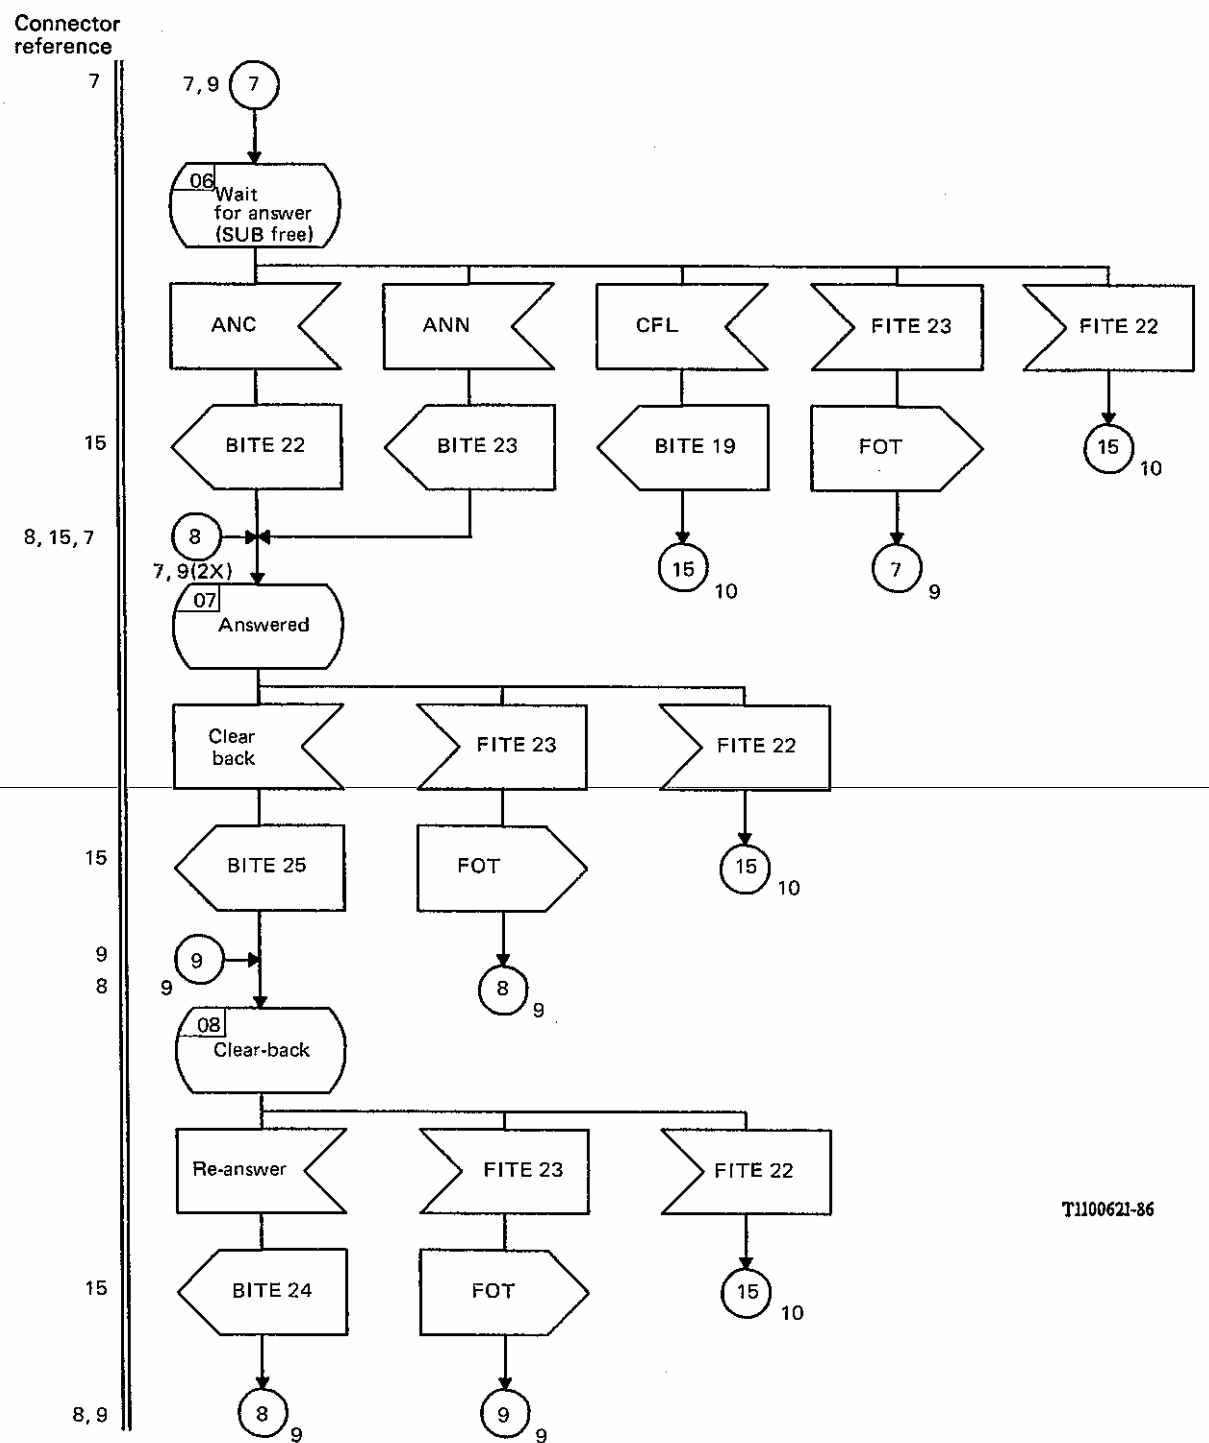 Connector
reference
7
7, 9
7
06
Wait
for answer
(SUB free)
ANC
ANN
CFL
FITE 23
FITE 22
15
BITE 22
BITE 23
BITE 19
FOT
15
10
8, 15, 7
8
15
10
7
9
7, 9(2X)
07
Answered
Clear
back
FITE 23
FITE 22
15
BITE 25
FOT
15
10
9
9
8
9
8
9
08
Clear-back
Re-answer
FITE 23
FITE 22
T1100621-86
15
BITE 24
FOT
15
10
8, 9
8
9
9
9